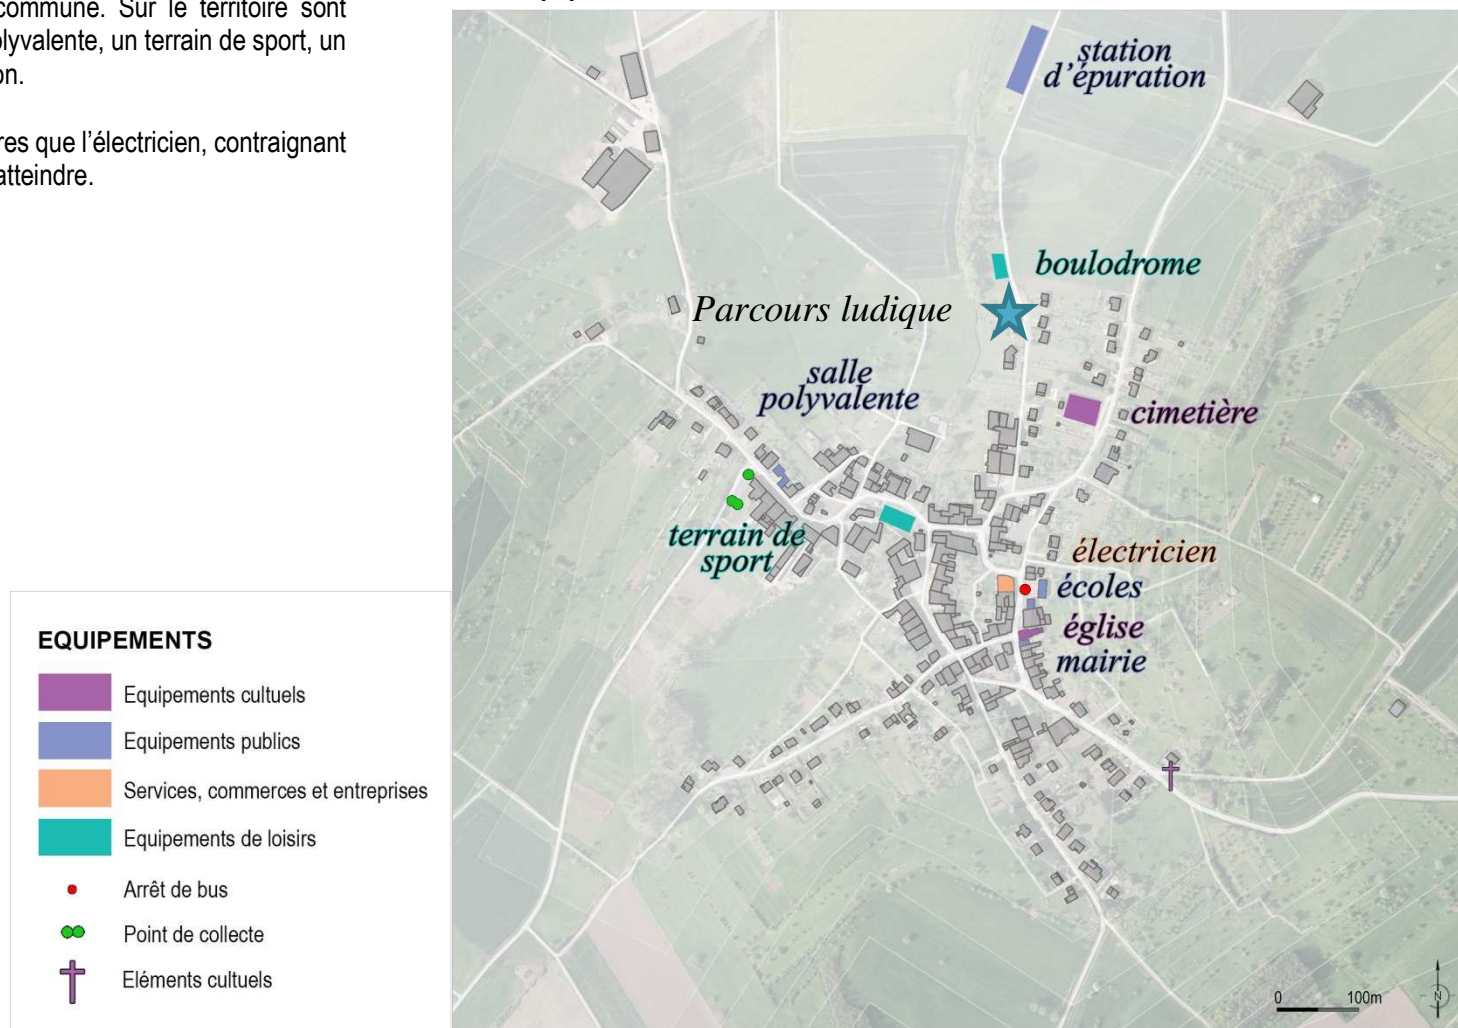 commune. Sur le territoire sont
olyvalente, un terrain de sport, un
on.
res que l’électricien, contraignant
atteindre.
station
d’épuration
boulodrome
Parcours ludique
salle
polyvalente
cimetière
terrain de
sport
électricien
écoles
église
mairie
EQUIPEMENTS
Equipements cultuels
Equipements publics
Services, commerces et entreprises
Equipements de loisirs
Arrêt de bus
Point de collecte
Eléments cultuels
0 100m
N